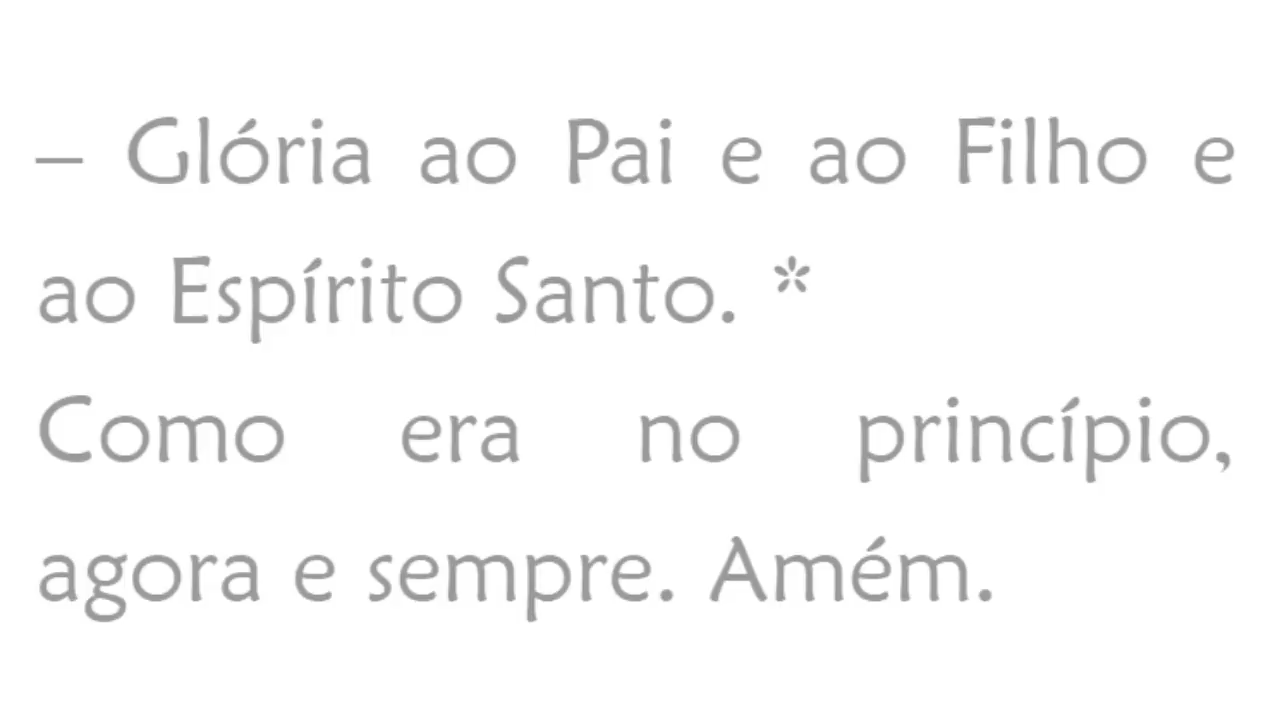 – Glória ao Pai e ao Filho e
ao Espírito Santo. *
Como era no princípio,
agora e sempre. Amém.